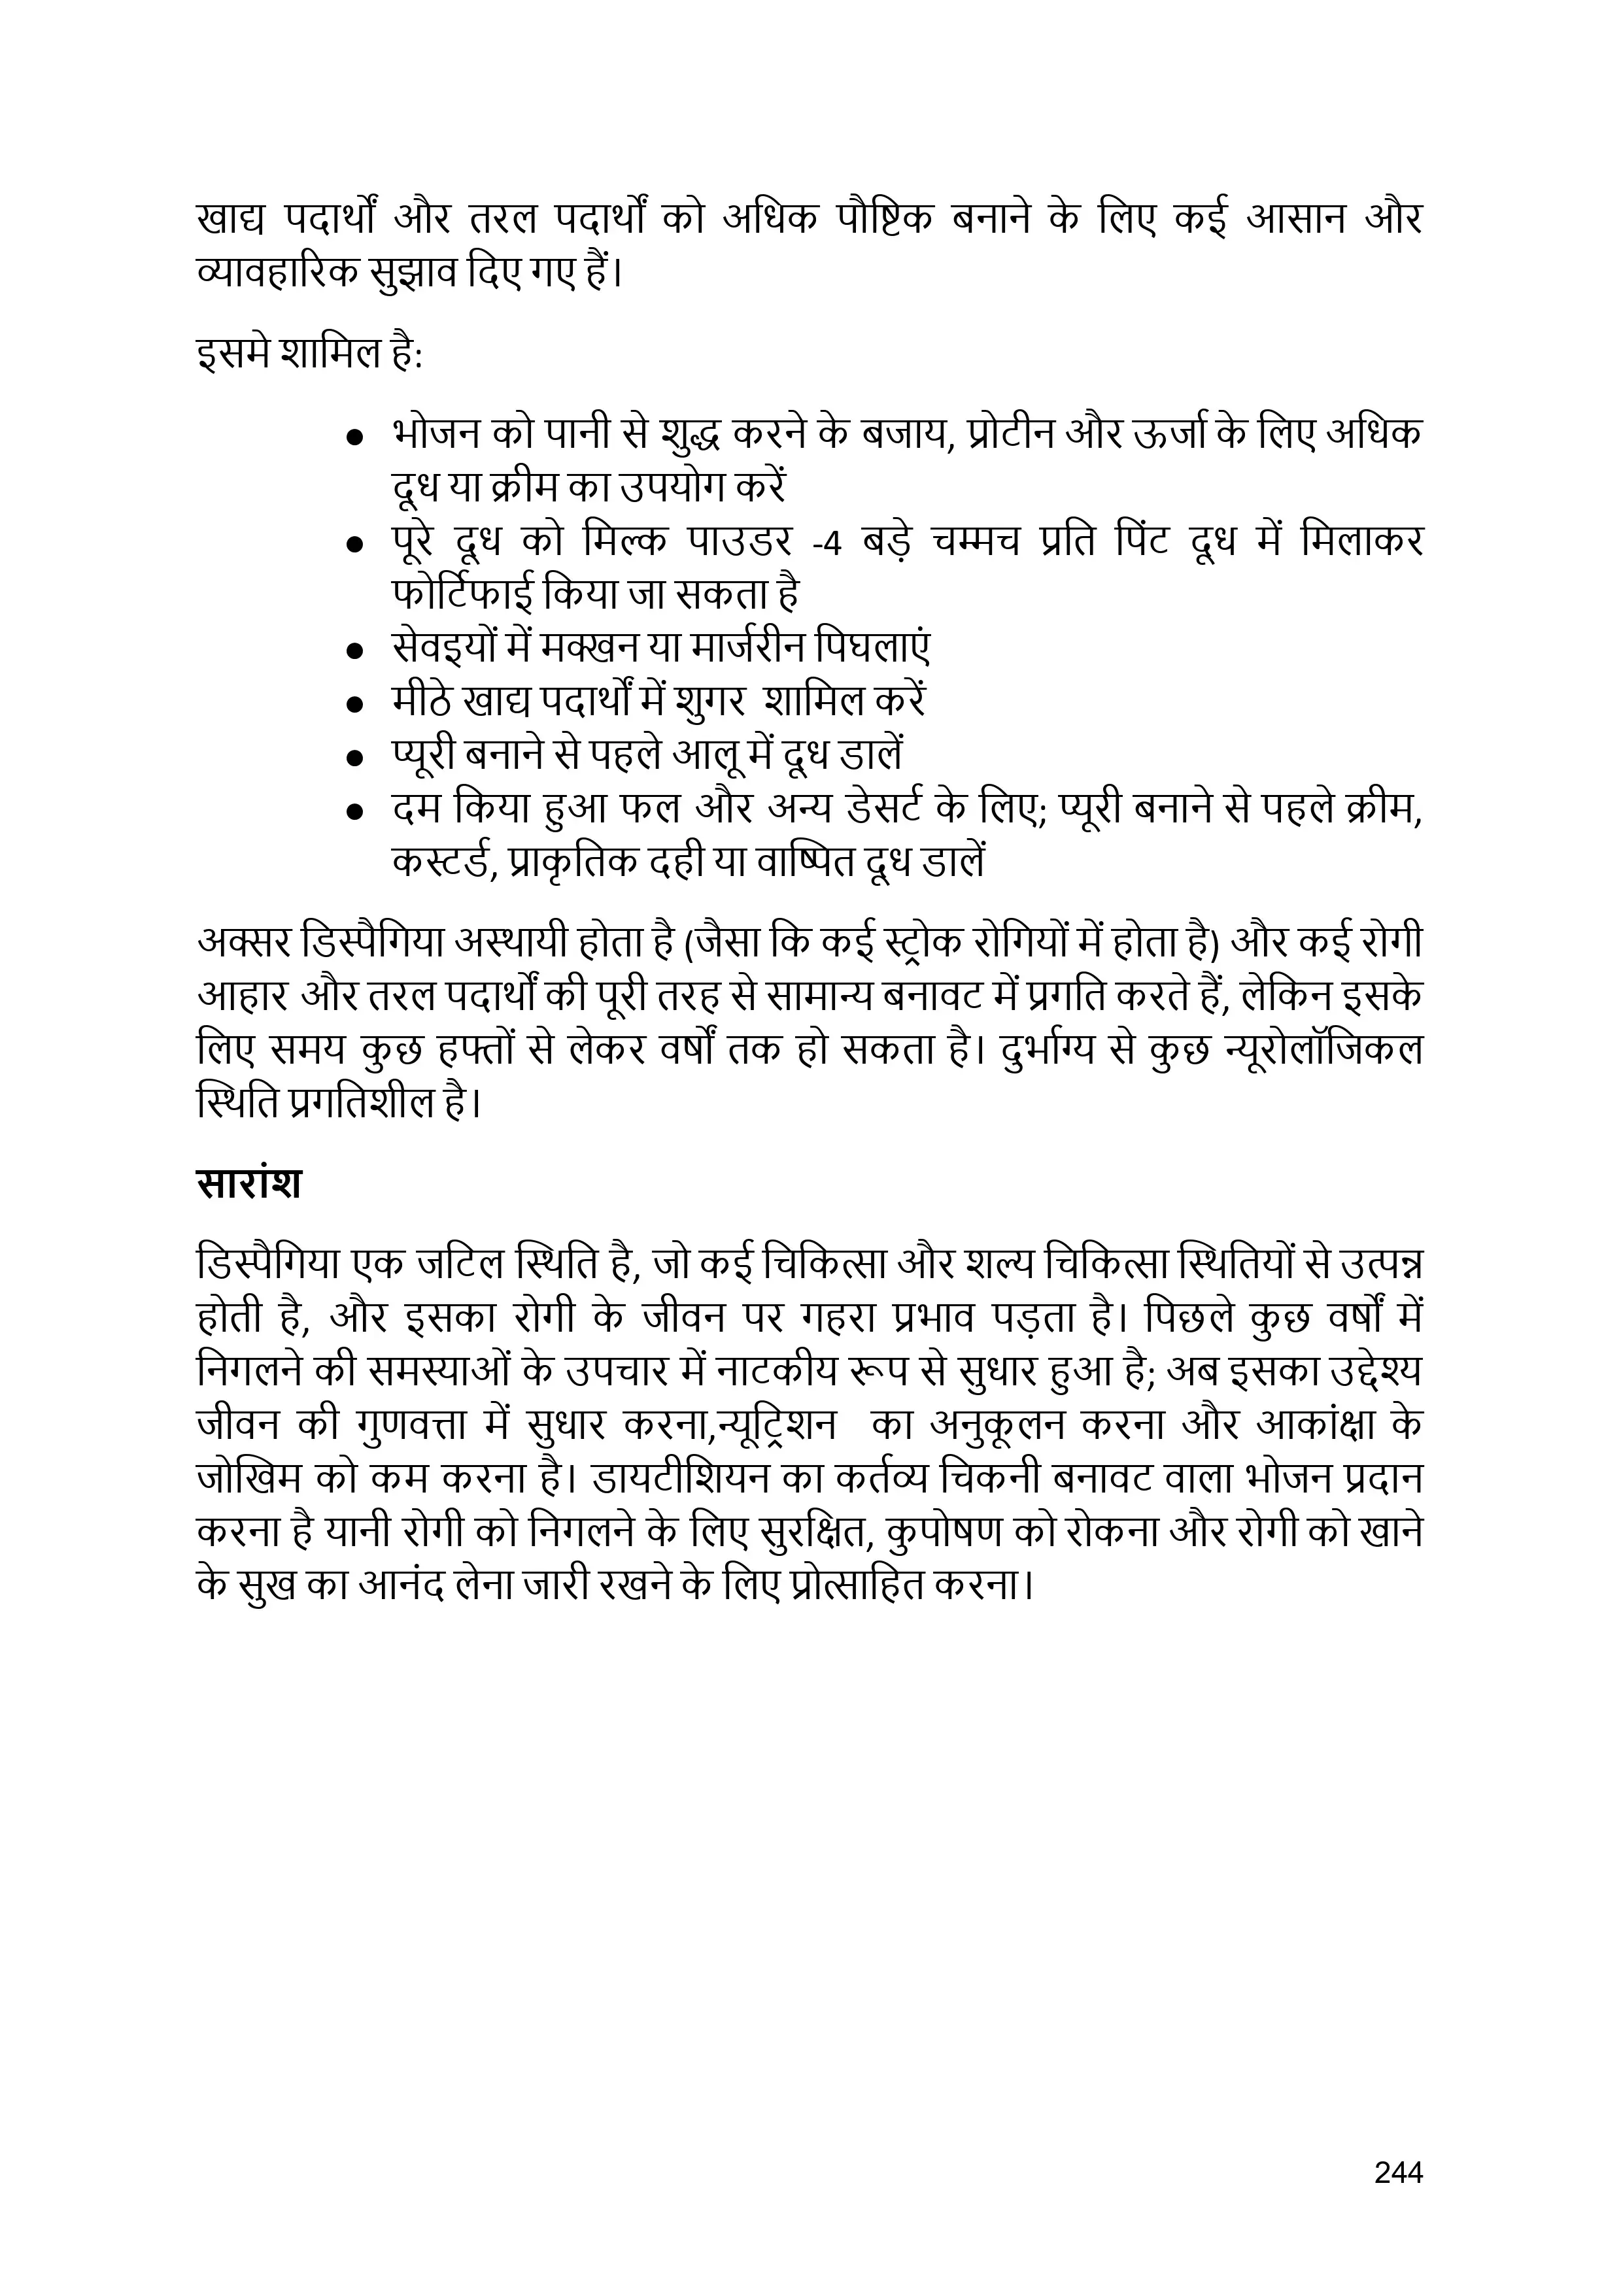 खाद्य पदार्थों और तरल पदार्थों को अधिक पौष्टिक बनाने के लिए कई आसान और
व्यावहारिक सुझाव दिए गए हैं।
इसमे शामिल है:
● भोजन को पानी से शुद्ध करने के बजाय, प्रोटीन और ऊर्जा के लिए अधिक
दूध या क्रीम का उपयोग करें
● पूरे दूध को मिल्क पाउडर -4 बड़े चम्मच प्रति पिंट दूध में मिलाकर
फोर्टिफाई किया जा सकता है
● सेवइयों में मक्खन या मार्जरीन पिघलाएं
● मीठे खाद्य पदार्थों में शुगर शामिल करें
● प्यूरी बनाने से पहले आलू में दूध डालें
● दम किया हुआ फल और अन्य डेसर्ट के लिए; प्यूरी बनाने से पहले क्रीम,
कस्टर्ड, प्राकृतिक दही या वाष्पित दूध डालें
अक्सर डिस्पैगिया अस्थायी होता है (जैसा कि कई स्ट्रोक रोगियों में होता है) और कई रोगी
आहार और तरल पदार्थों की पूरी तरह से सामान्य बनावट में प्रगति करते हैं, लेकिन इसके
लिए समय कुछ हफ्तों से लेकर वर्षों तक हो सकता है। दुर्भाग्य से कुछ न्यूरोलॉजिकल
स्थिति प्रगतिशील है।
सारांश
डिस्पैगिया एक जटिल स्थिति है, जो कई चिकित्सा और शल्य चिकित्सा स्थितियों से उत्पन्न
होती है, और इसका रोगी के जीवन पर गहरा प्रभाव पड़ता है। पिछले कुछ वर्षों में
निगलने की समस्याओं के उपचार में नाटकीय रूप से सुधार हुआ है; अब इसका उद्देश्य
जीवन की गुणवत्ता में सुधार करना,न्यूट्रिशन का अनुकूलन करना और आकांक्षा के
जोखिम को कम करना है। डायटीशियन का कर्तव्य चिकनी बनावट वाला भोजन प्रदान
करना है यानी रोगी को निगलने के लिए सुरक्षित, कुपोषण को रोकना और रोगी को खाने
के सुख का आनंद लेना जारी रखने के लिए प्रोत्साहित करना।
244